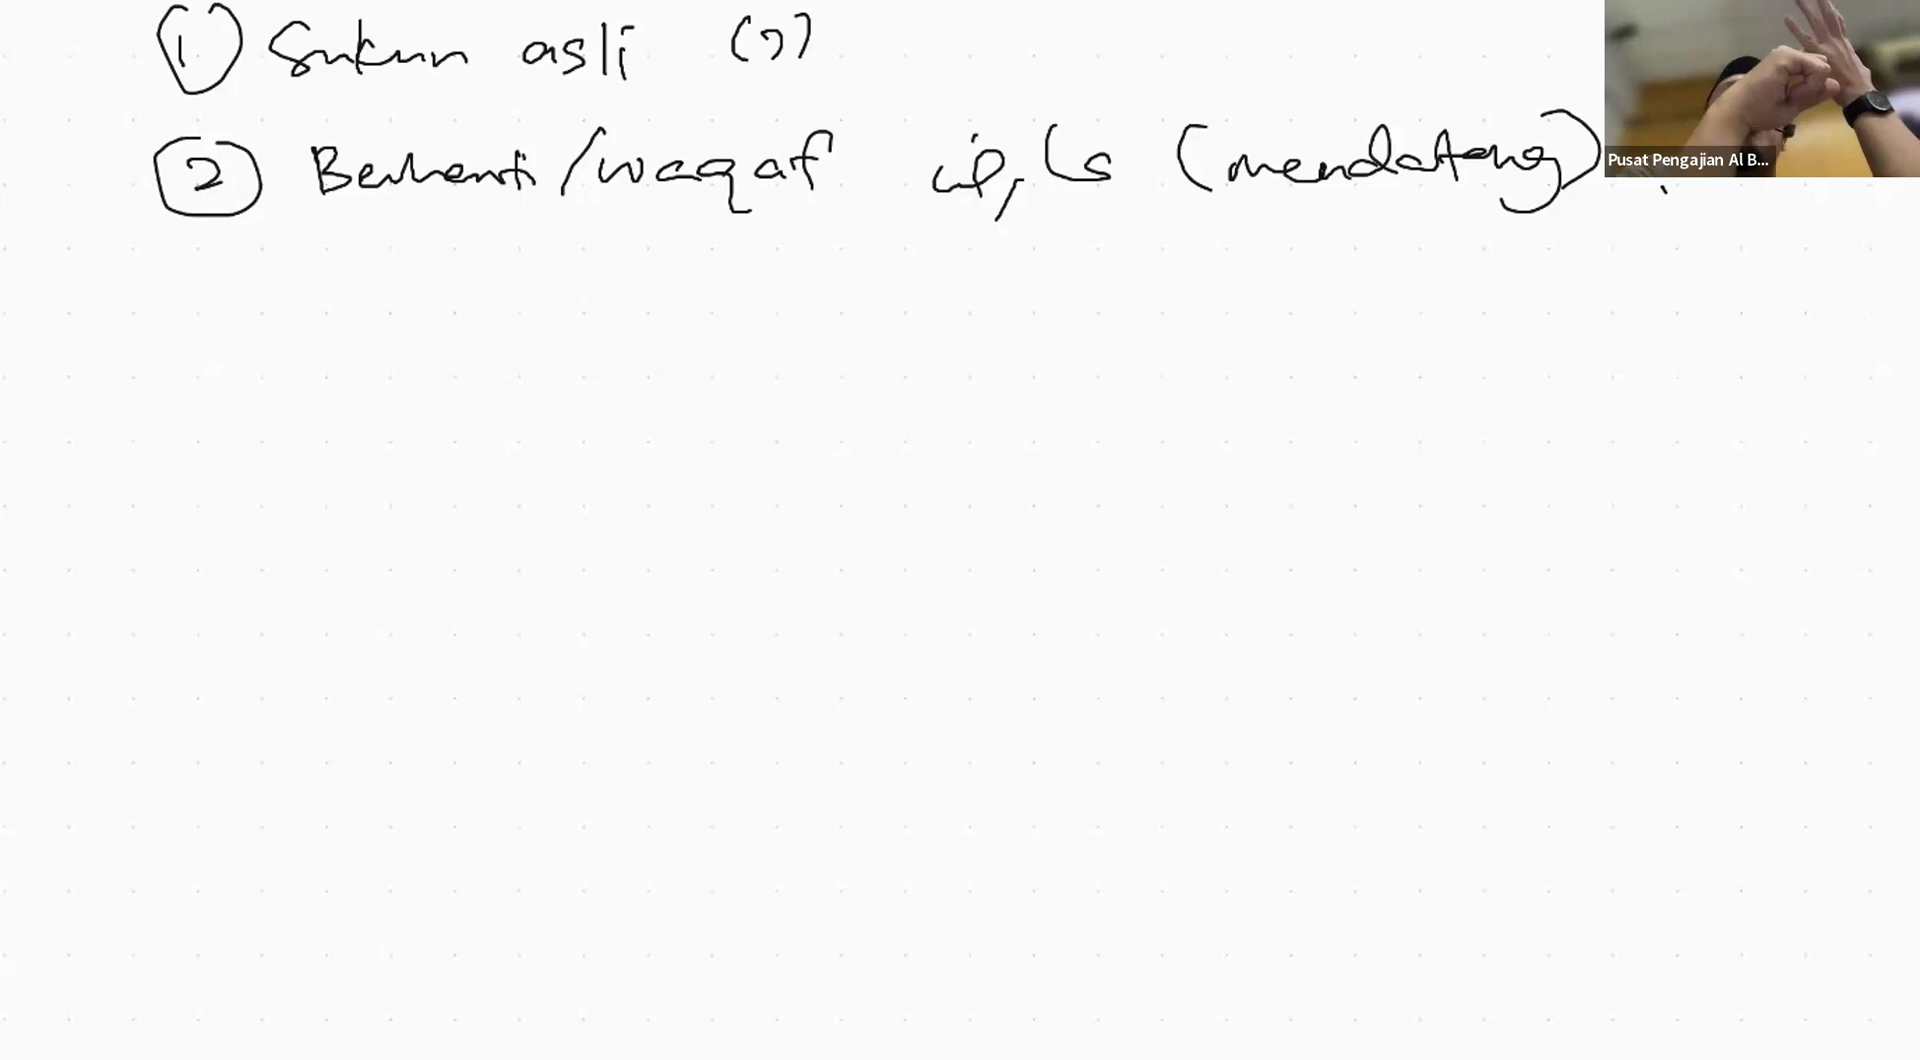 ① Sukun asli
② Berhenti/waqaf (mendatang)
Pusat Pengajian Al B...